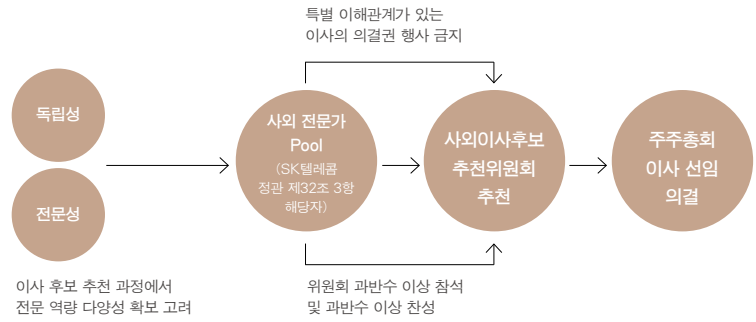 특별 이해관계가 있는
이사의 의결권 행사 금지
독립성
전문성
이사 후보 추천 과정에서
전문 역량 다양성 확보 고려
사외 전문가
Pool
(SK텔레콤
정관 제32조 3항
해당자)
사외이사후보
추천위원회
추천
주주총회
이사 선임
의결
위원회 과반수 이상 참석
및 과반수 이상 찬성